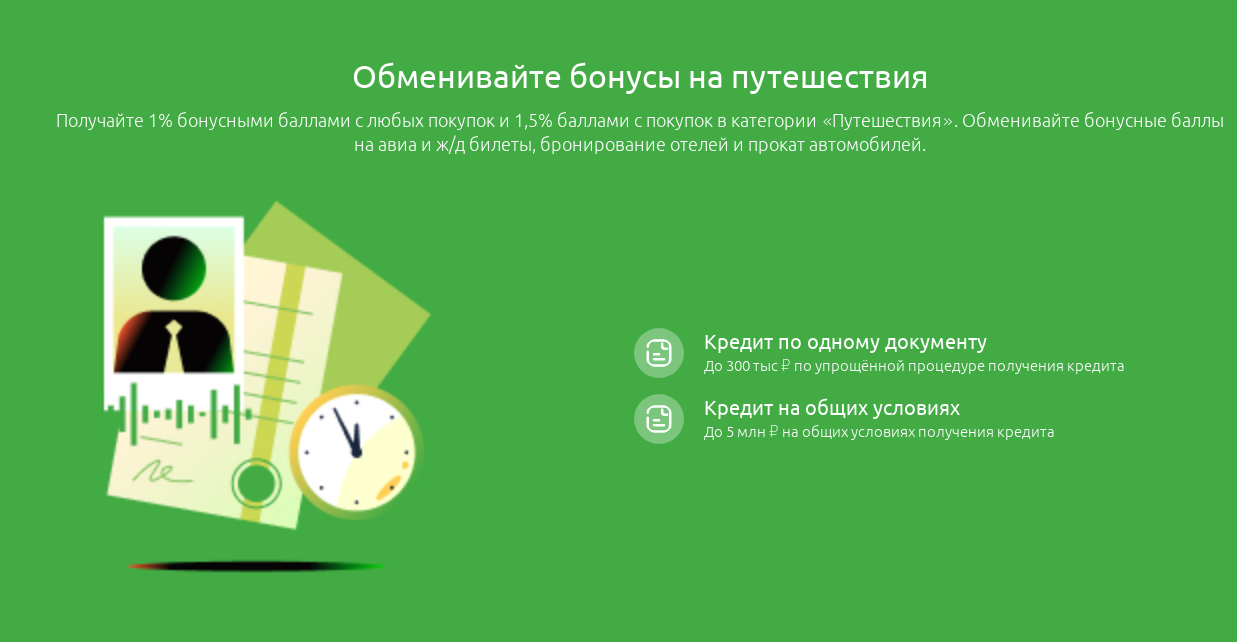 Обменивайте бонусы на путешествия
Получайте 1% бонусными баллами с любых покупок и 1,5% баллами с покупок в категории «Путешествия». Обменивайте бонусные баллы
на авиа и ж/д билеты, бронирование отелей и прокат автомобилей.
Кредит по одному документу
До 300 тыс ₽ по упрощённой процедуре получения кредита
Кредит на общих условиях
До 5 млн ₽ на общих условиях получения кредита